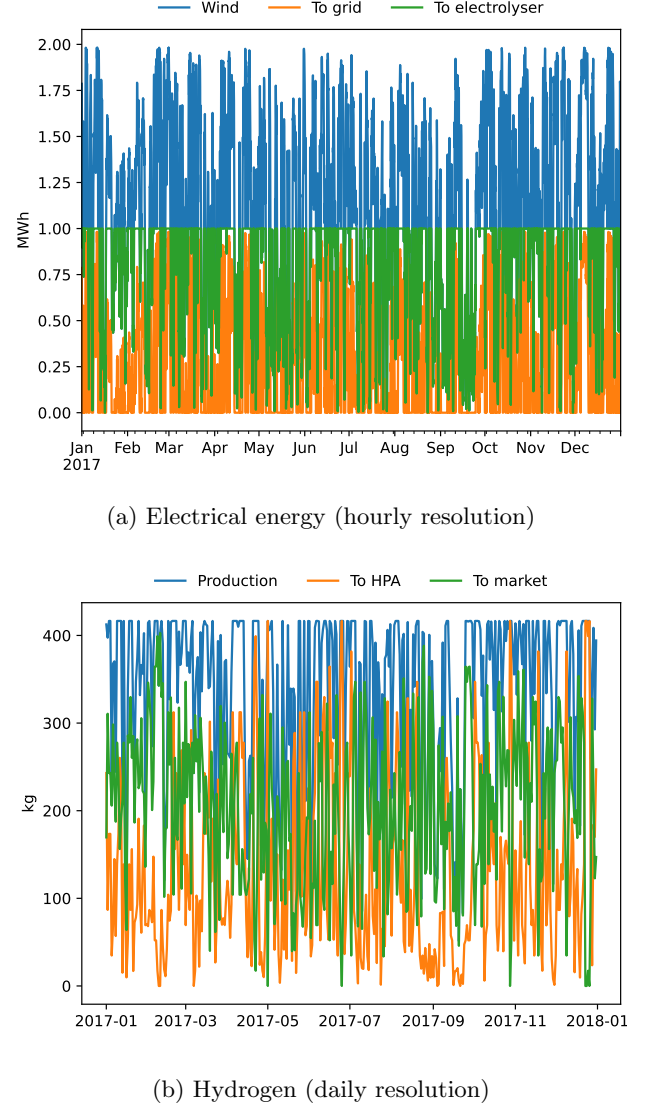 Wind To grid To electrolyser
2.00
1.75
1.50
1.25
1.00
0.75
0.50
0.25
0.00
MWh
Jan Feb Mar Apr May Jun Jul Aug Sep Oct Nov Dec
2017
(a) Electrical energy (hourly resolution)
Production To HPA To market
400
300
200
100
0
kg
2017-01 2017-03 2017-05 2017-07 2017-09 2017-11 2018-01
(b) Hydrogen (daily resolution)